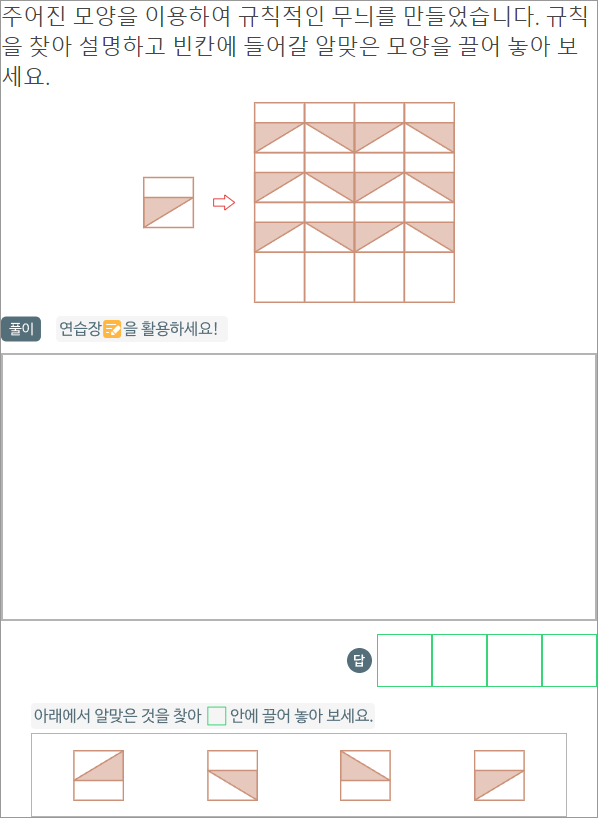 주어진 모양을 이용하여 규칙적인 무늬를 만들었습니다. 규칙
을 찾아 설명하고 빈칸에 들어갈 알맞은 모양을 끌어 놓아 보
세요.
풀이 연습장을 활용하세요!
답
아래에서 알맞은 것을 찾아 안에 끌어 놓아 보세요.